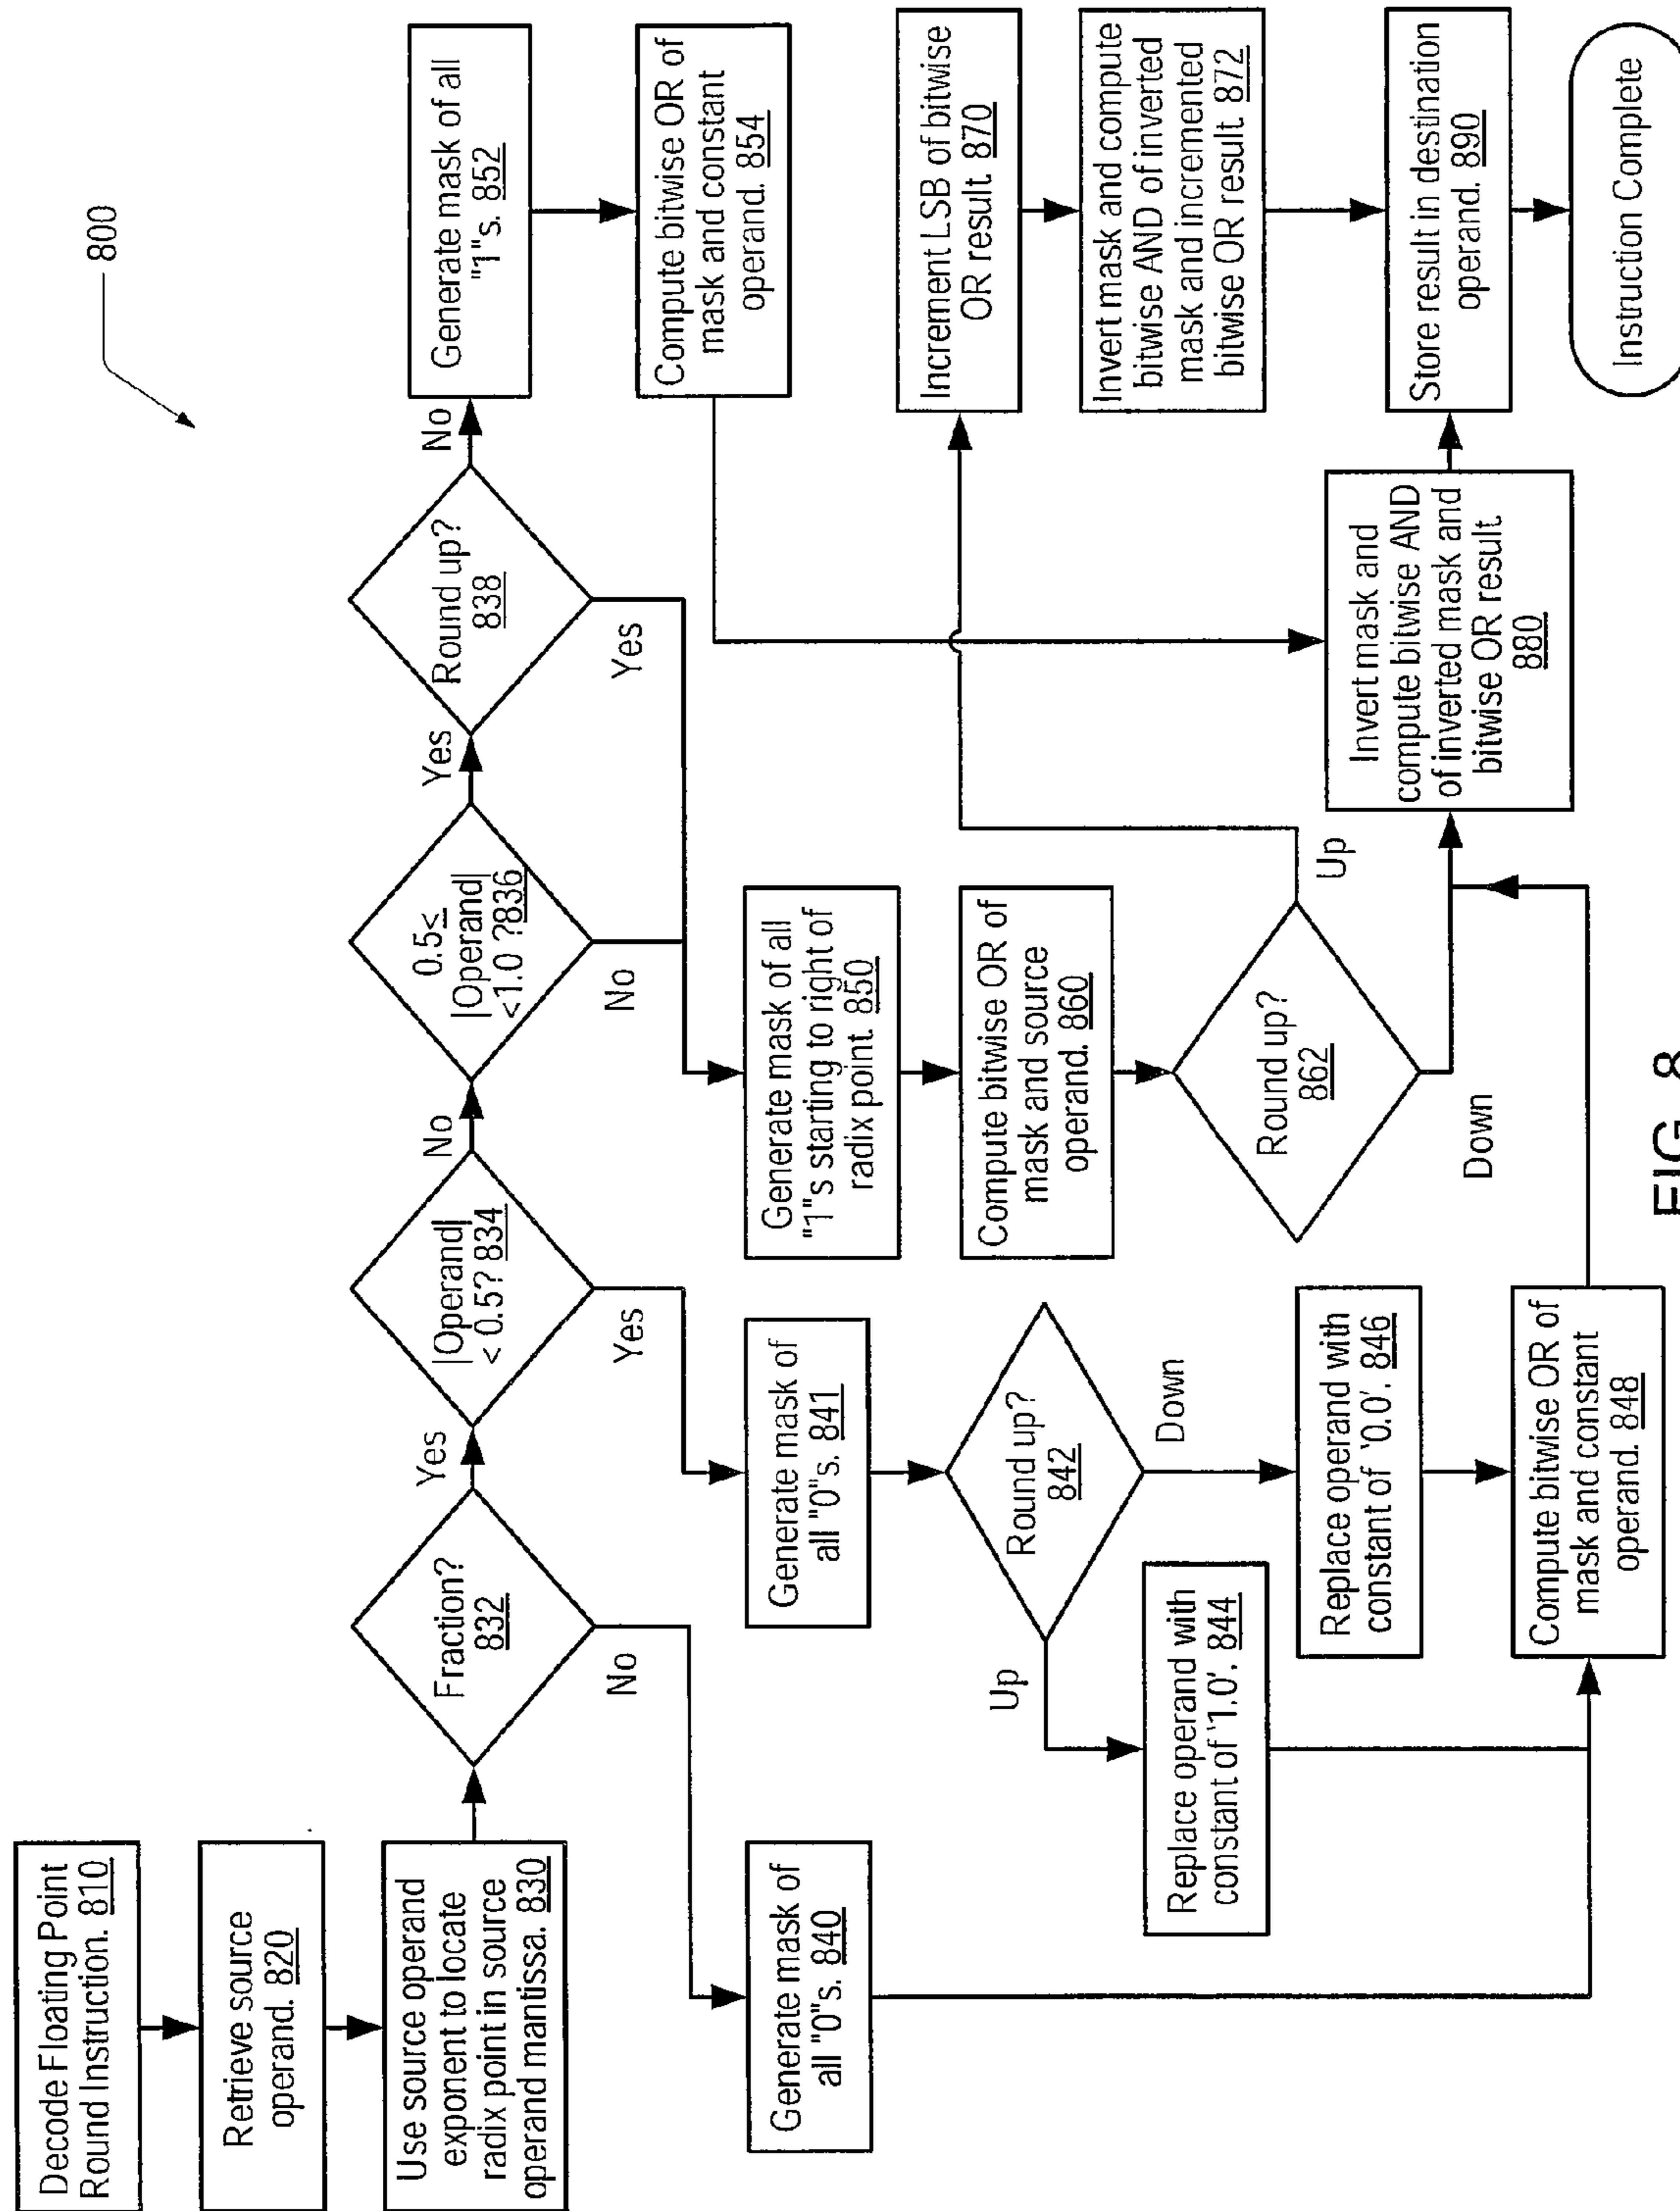 800
Decode Floating Point
Round Instruction. 810
Retrieve source
operand. 820
Use source operand
exponent to locate
radix point in source
operand mantissa. 830
Fraction?
832
Yes
No
|Operand|
< 0.5? 834
No
Yes
0.5≤
|Operand|
<1.0 ?836
Yes
No
Round up?
838
No
Yes
Generate mask of all
"1"s. 852
Compute bitwise OR of
mask and constant
operand. 854
Generate mask of
all "0"s. 840
Generate mask of
all "0"s. 841
Round up?
842
Up
Down
Replace operand with
constant of '1.0'. 844
Replace operand with
constant of '0.0'. 846
Compute bitwise OR of
mask and constant
operand. 848
Generate mask of all
"1"s starting to right of
radix point. 850
Compute bitwise OR of
mask and source
operand. 860
Round up?
862
Up
Down
Increment LSB of bitwise
OR result. 870
Invert mask and compute
bitwise AND of inverted
mask and incremented
bitwise OR result. 872
Invert mask and
compute bitwise AND
of inverted mask and
bitwise OR result.
880
Store result in destination
operand. 890
Instruction Complete
FIG. 8